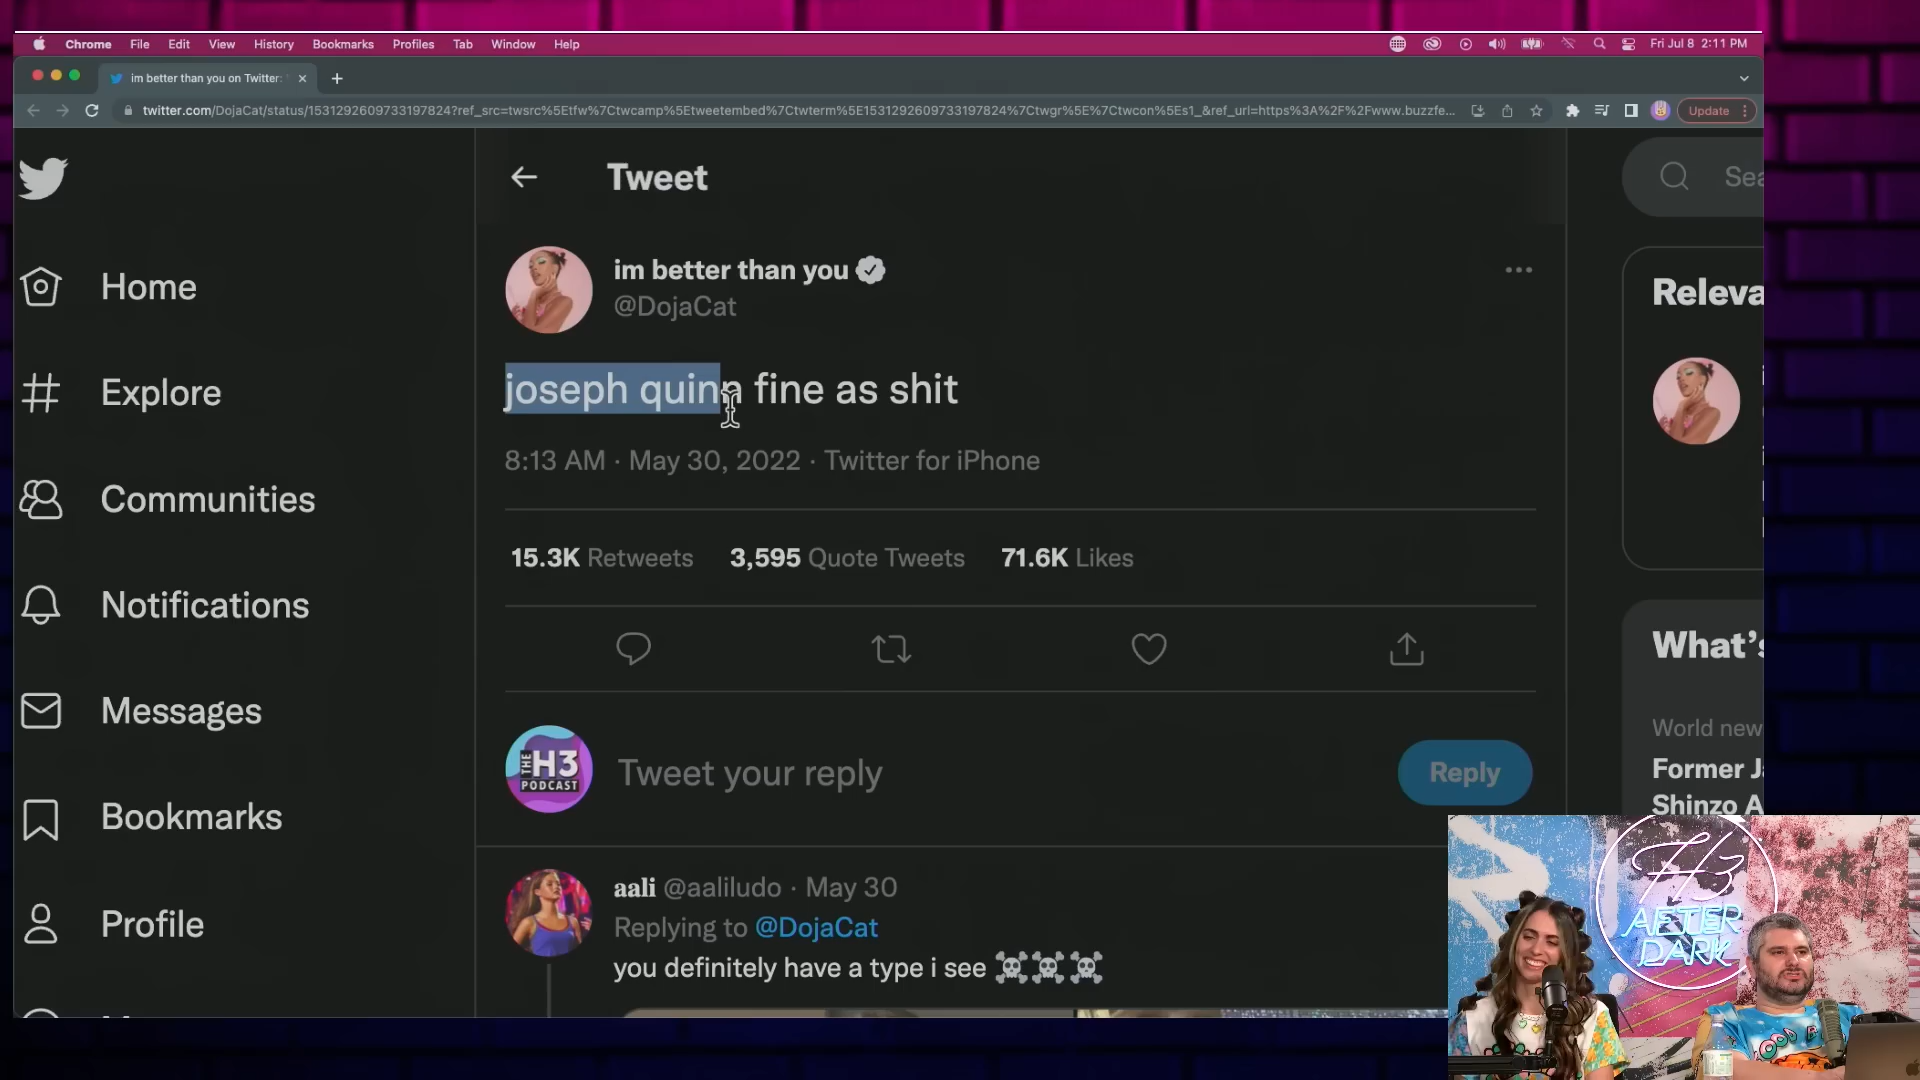 Chrome File Edit View History Bookmarks Profiles Tab Window Help Fri Jul 8 2:11 PM
im better than you on Twitter:
twitter.com/DojaCat/status/1531292609733197824?ref_src=twsrc%5Etfw%7Ctwcamp%5Etweetembed%7Ctwterm%5E1531292609733197824%7Ctwgr%5E%7Ctwcon%5Es1_&ref_url=https%3A%2F%2Fwww.buzzfe... Update
Tweet
Sea
im better than you
@DojaCat
joseph quinn fine as shit
8:13 AM · May 30, 2022 · Twitter for iPhone
15.3K Retweets 3,595 Quote Tweets 71.6K Likes
THE H3 PODCAST
Tweet your reply
Reply
aali @aaliludo · May 30
Replying to @DojaCat
you definitely have a type i see ☠☠☠
Home
Explore
Communities
Notifications
Messages
Bookmarks
Profile
Releva
What's
World new
Former Ja
Shinzo A
H3
AFTER
DARK